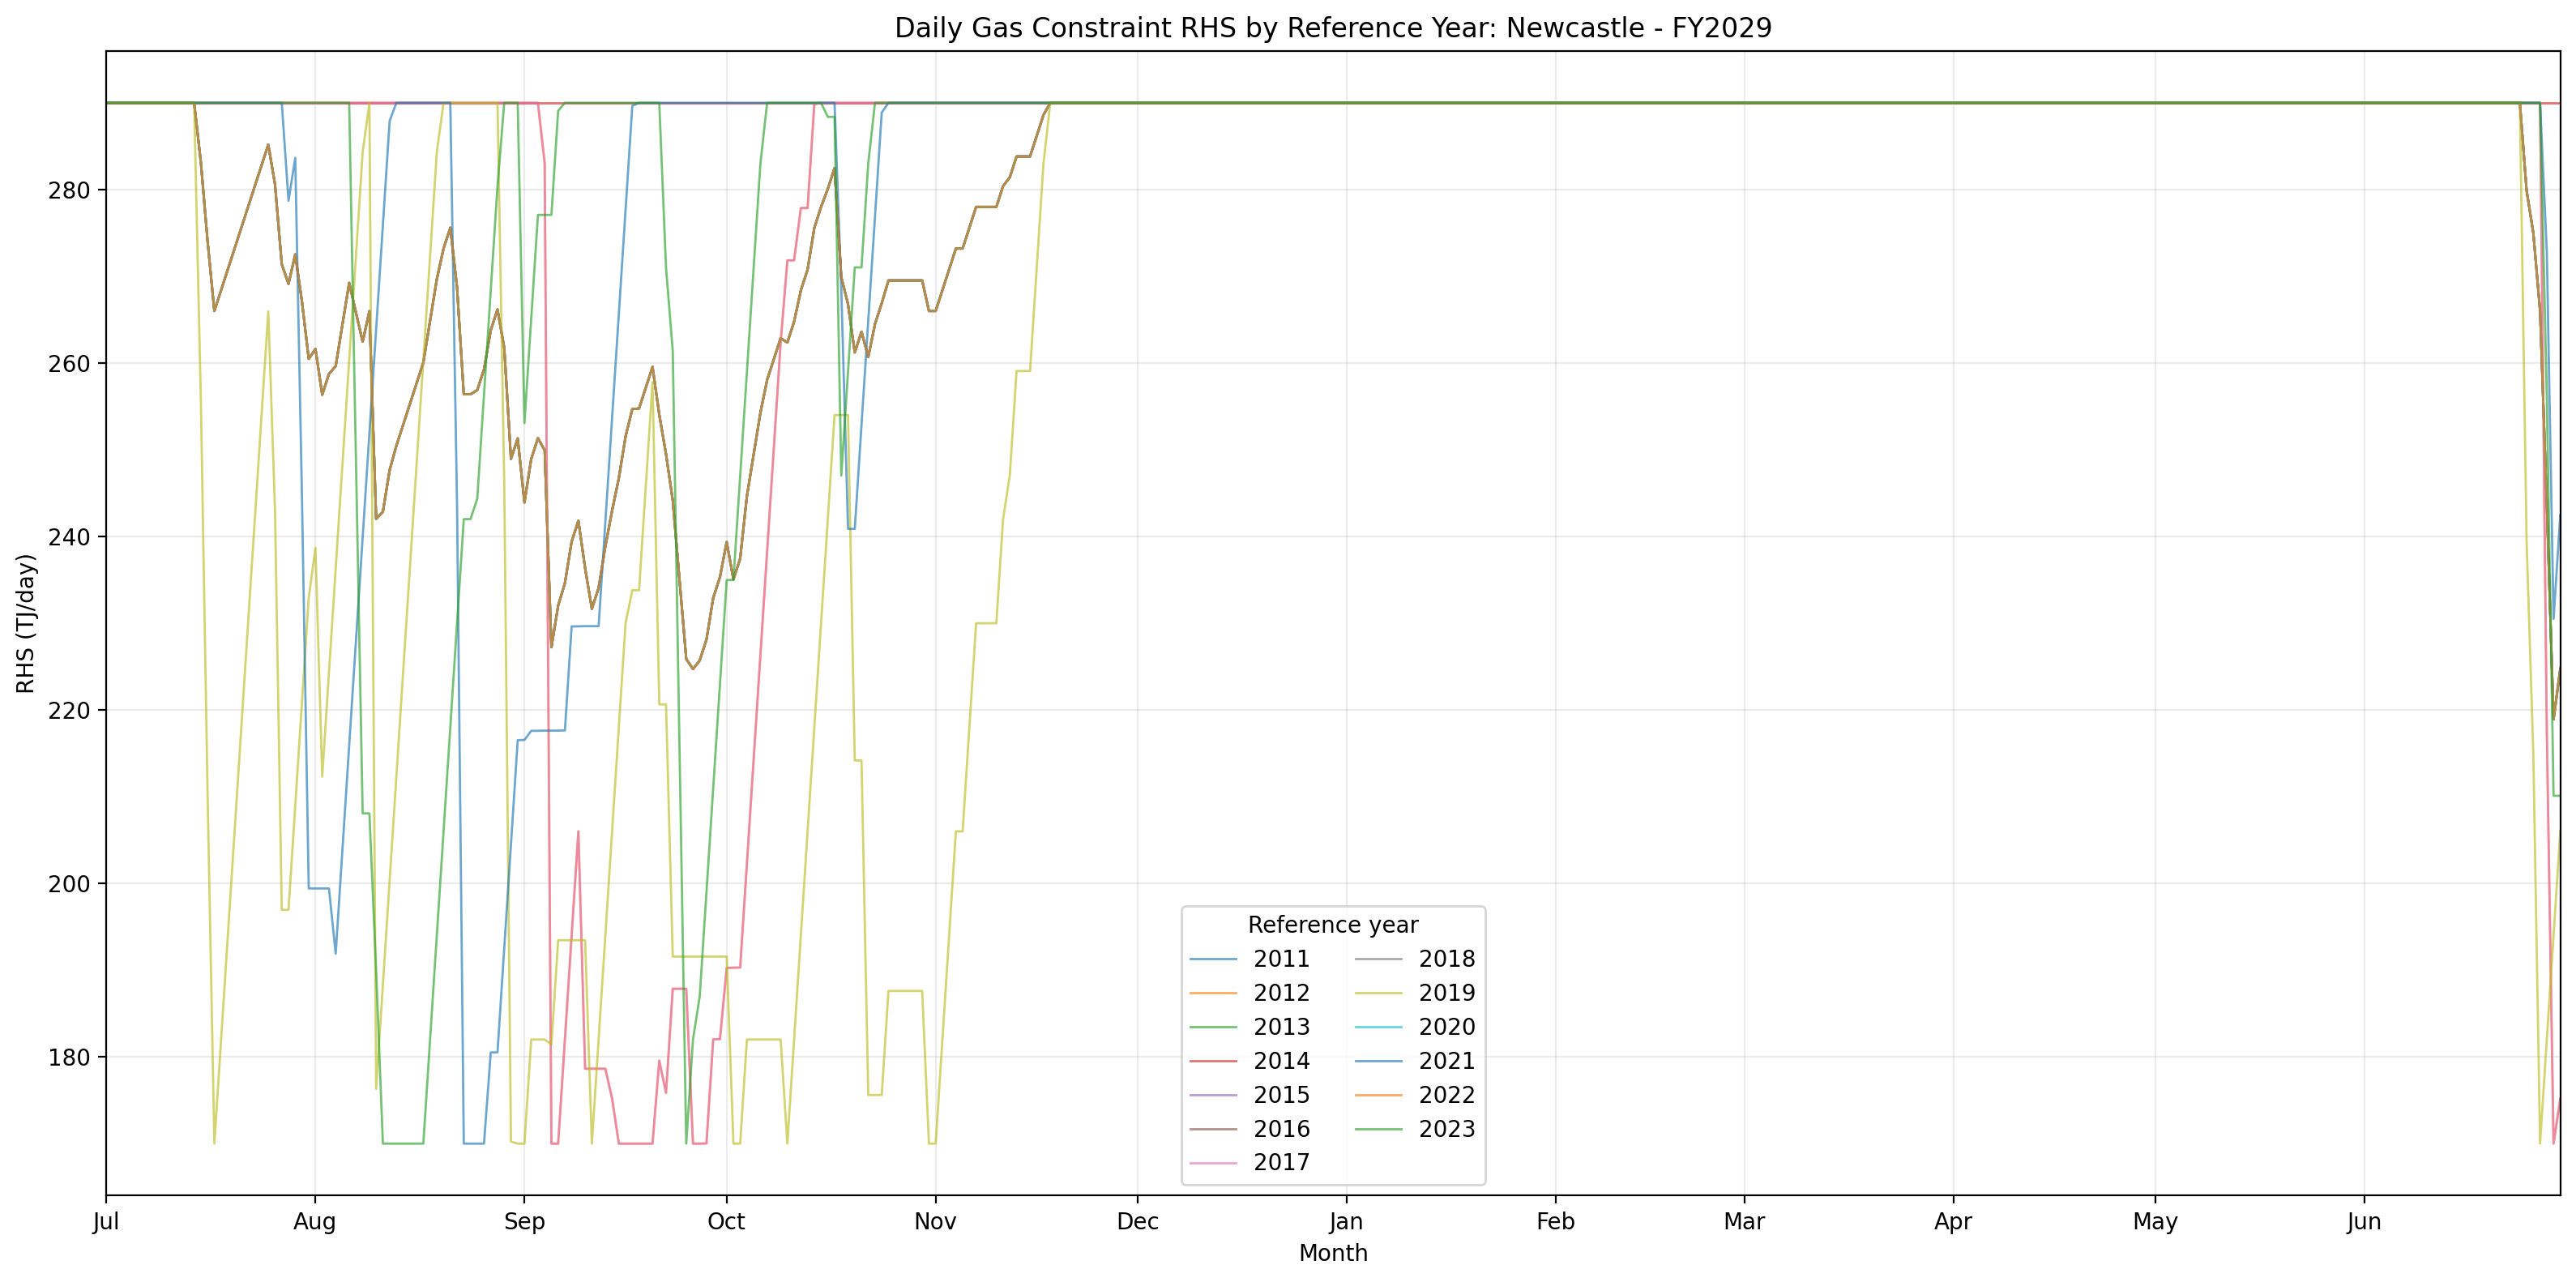 Daily Gas Constraint RHS by Reference Year: Newcastle - FY2029
RHS (TJ/day)
280
260
240
220
200
180
Jul Aug Sep Oct Nov Dec Jan Feb Mar Apr May Jun
Month
Reference year
2011 2018
2012 2019
2013 2020
2014 2021
2015 2022
2016 2023
2017